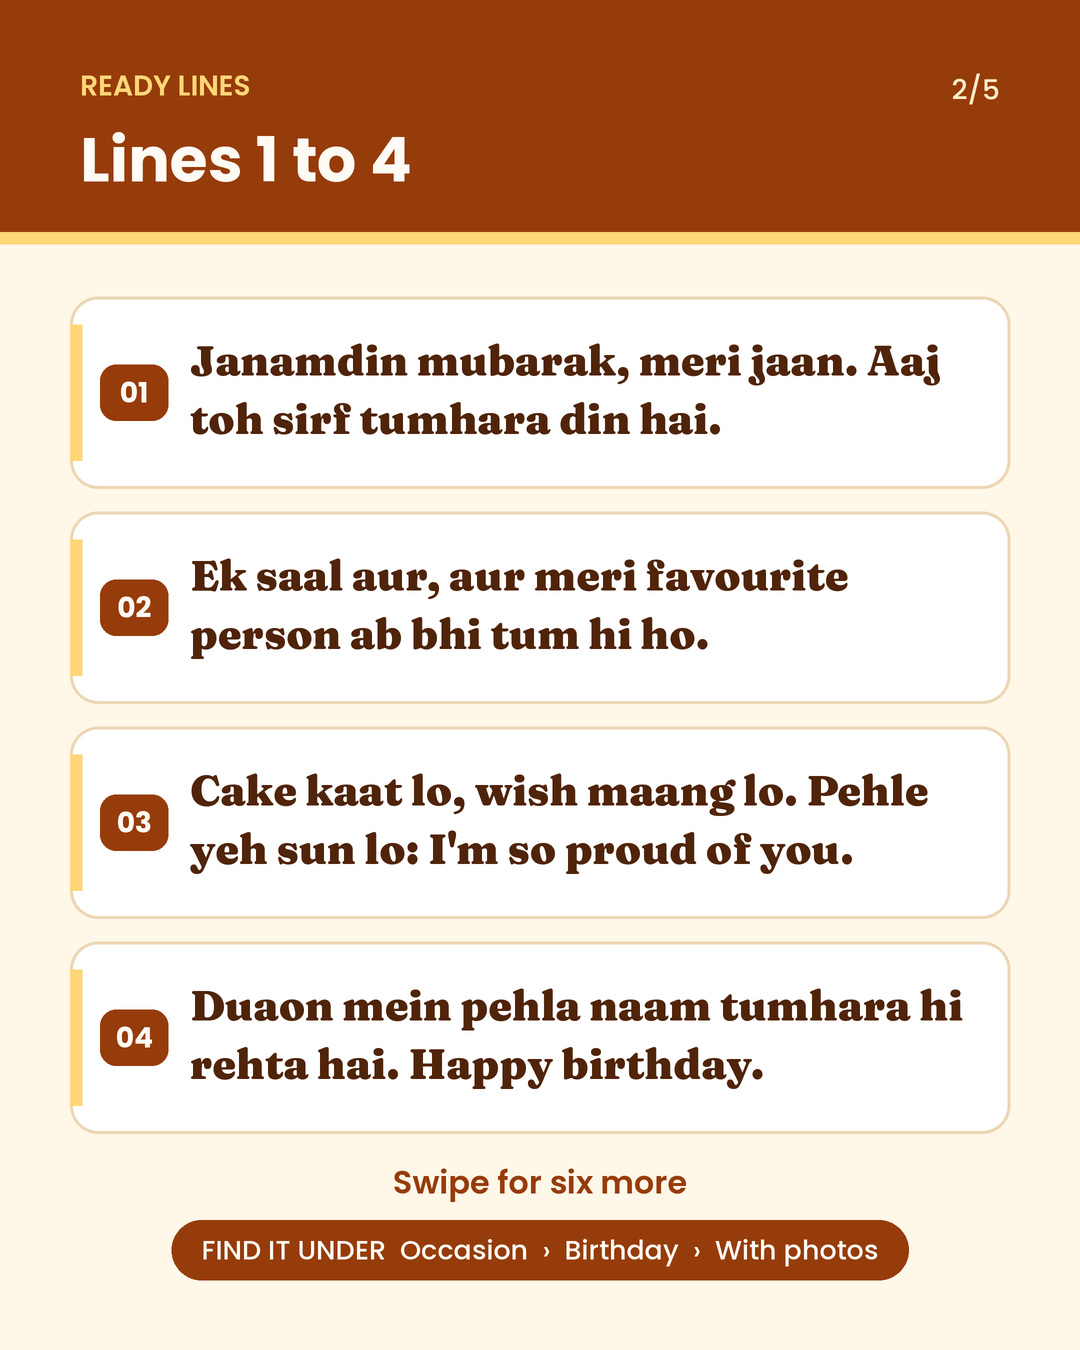 READY LINES
2/5
Lines 1 to 4
01
Janamdin mubarak, meri jaan. Aaj
toh sirf tumhara din hai.
02
Ek saal aur, aur meri favourite
person ab bhi tum hi ho.
03
Cake kaat lo, wish maang lo. Pehle
yeh sun lo: I'm so proud of you.
04
Duaon mein pehla naam tumhara hi
rehta hai. Happy birthday.
Swipe for six more
FIND IT UNDER Occasion › Birthday › With photos